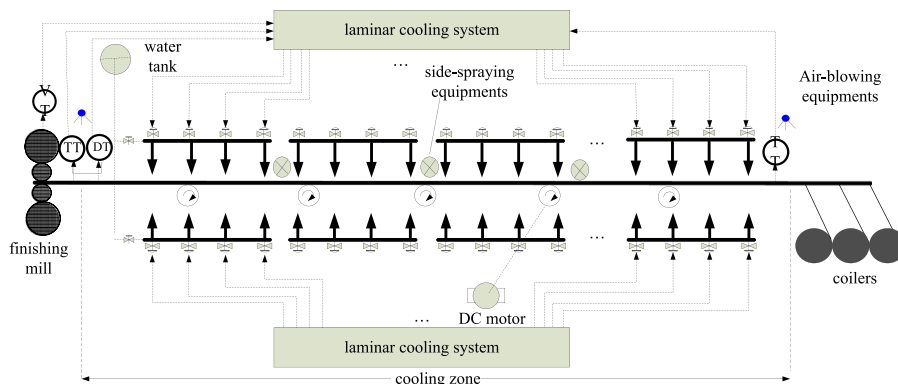 laminar cooling system
water
tank
...
side-spraying
equipments
Air-blowing
equipments
V
T
TT
DT
...
T
T
finishing
mill
...
coilers
DC motor
...
laminar cooling system
cooling zone